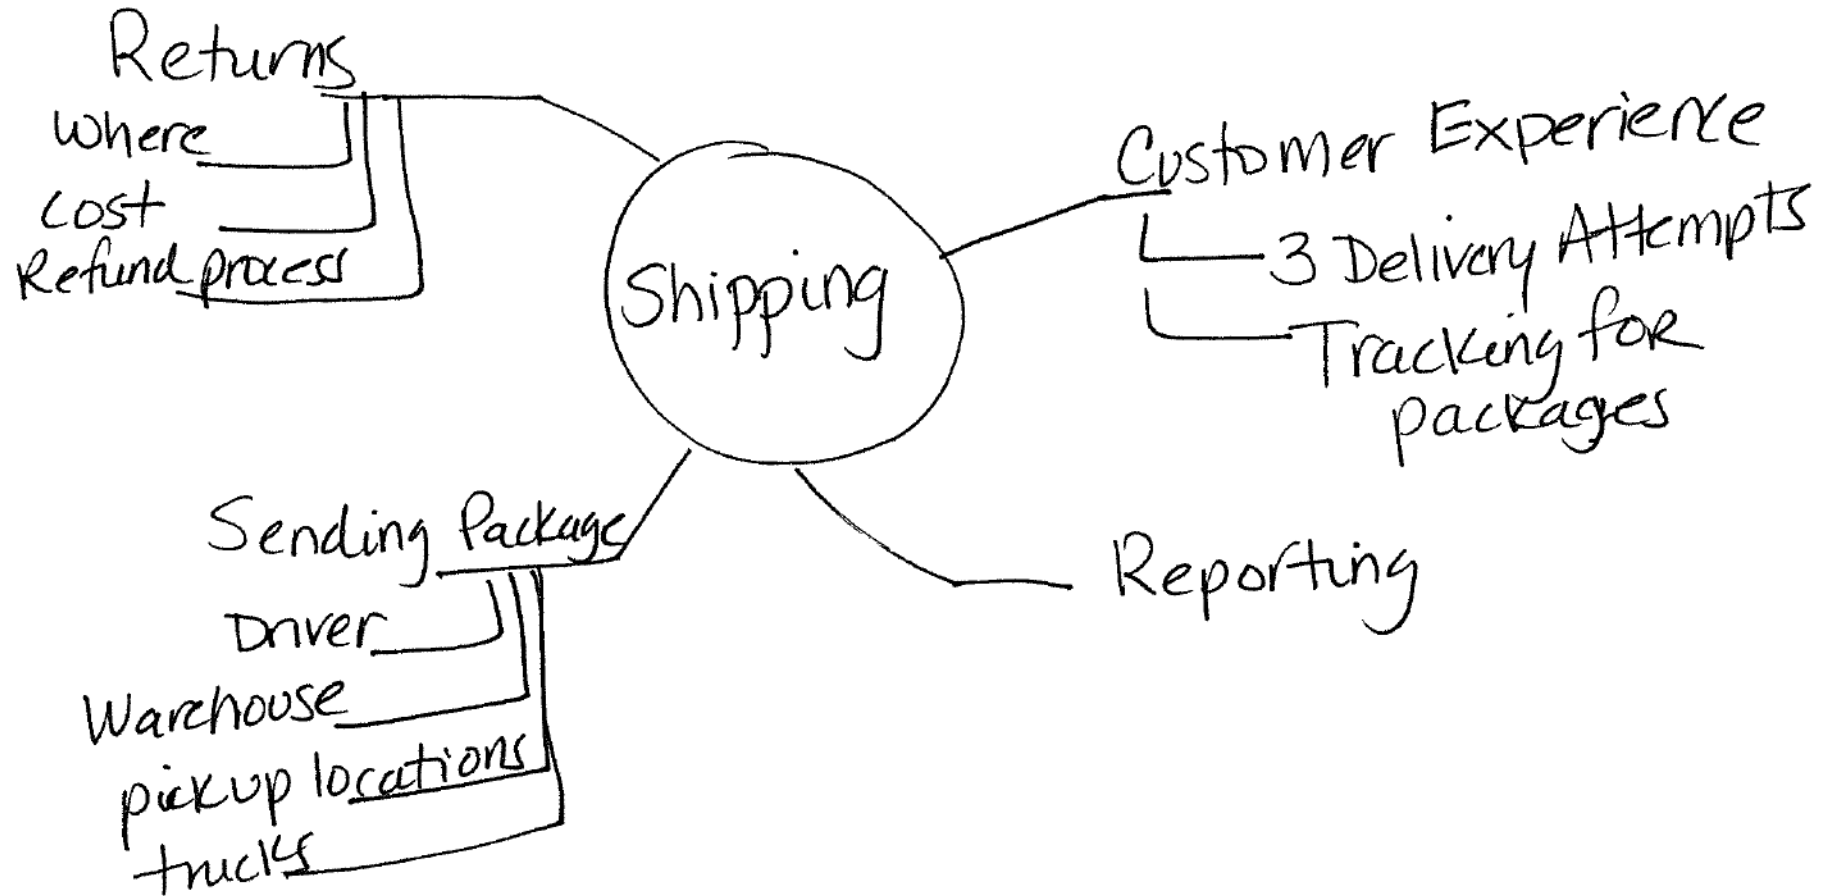 Returns
Where
Cost
Refund process
Shipping
Customer Experience
3 Delivery Attempts
Tracking for
packages
Sending Package
Driver
Warehouse
pickup locations
trucks
Reporting